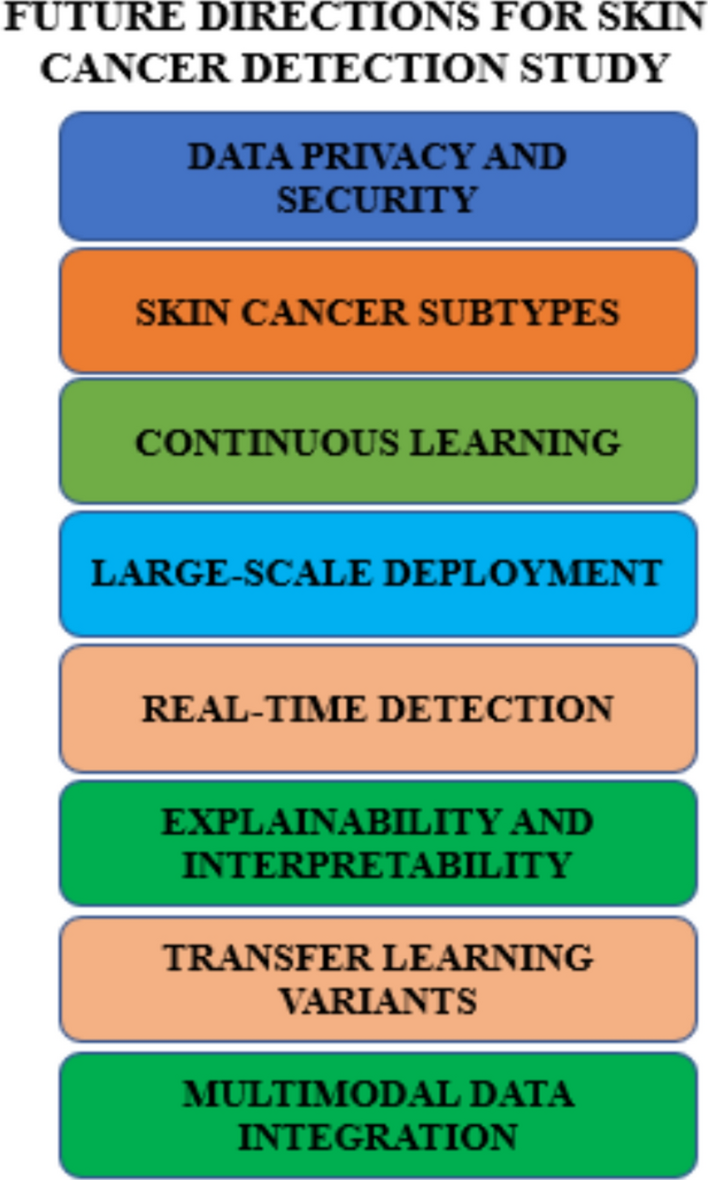 FUTURE DIRECTIONS FOR SKIN
CANCER DETECTION STUDY
DATA PRIVACY AND
SECURITY
SKIN CANCER SUBTYPES
CONTINUOUS LEARNING
LARGE-SCALE DEPLOYMENT
REAL-TIME DETECTION
EXPLAINABILITY AND
INTERPRETABILITY
TRANSFER LEARNING
VARIANTS
MULTIMODAL DATA
INTEGRATION